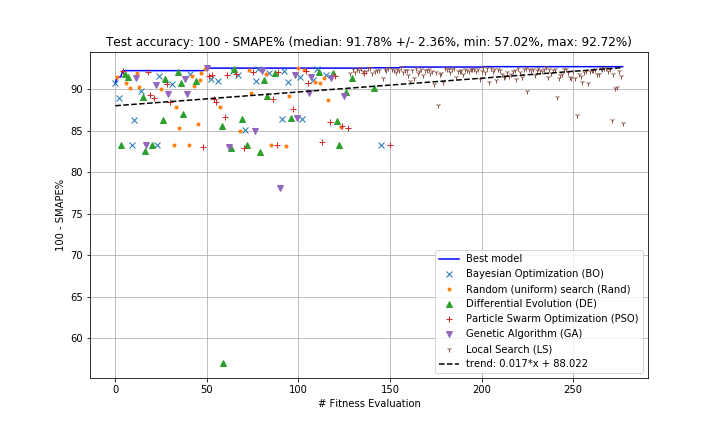 Test accuracy: 100 - SMAPE% (median: 91.78% +/- 2.36%, min: 57.02%, max: 92.72%)
100 - SMAPE%
90
85
80
75
70
65
60
Best model
Bayesian Optimization (BO)
Random (uniform) search (Rand)
Differential Evolution (DE)
Particle Swarm Optimization (PSO)
Genetic Algorithm (GA)
Local Search (LS)
trend: 0.017*x + 88.022
0 50 100 150 200 250
# Fitness Evaluation